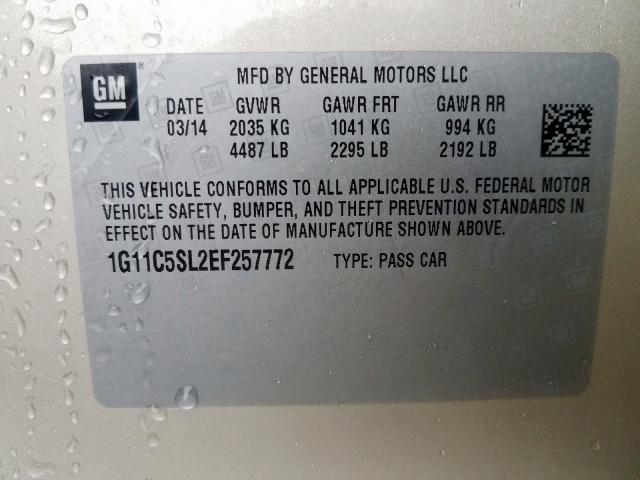 GM ® MFD BY GENERAL MOTORS LLC
DATE GVWR GAWR FRT GAWR RR
03/14 2035 KG 1041 KG 994 KG
4487 LB 2295 LB 2192 LB
THIS VEHICLE CONFORMS TO ALL APPLICABLE U.S. FEDERAL MOTOR
VEHICLE SAFETY, BUMPER, AND THEFT PREVENTION STANDARDS IN
EFFECT ON THE DATE OF MANUFACTURE SHOWN ABOVE.
1G11C5SL2EF257772 TYPE: PASS CAR